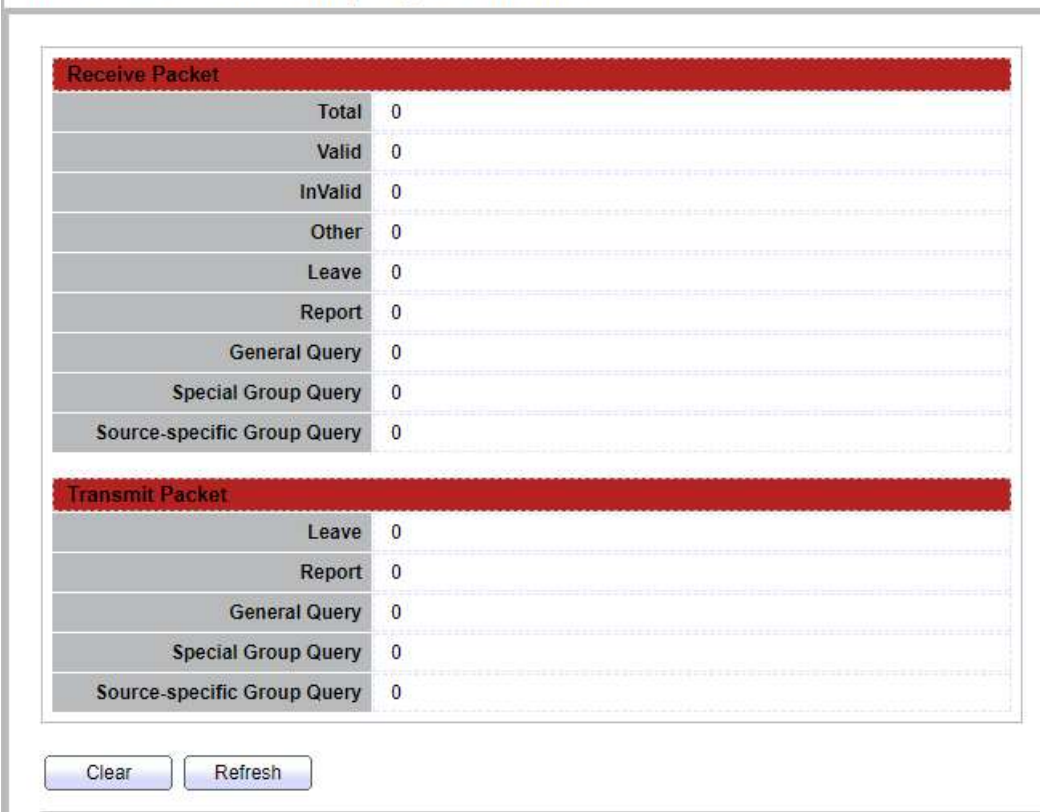 Receive Packet
Total 0
Valid 0
InValid 0
Other 0
Leave 0
Report 0
General Query 0
Special Group Query 0
Source-specific Group Query 0
Transmit Packet
Leave 0
Report 0
General Query 0
Special Group Query 0
Source-specific Group Query 0
Clear Refresh